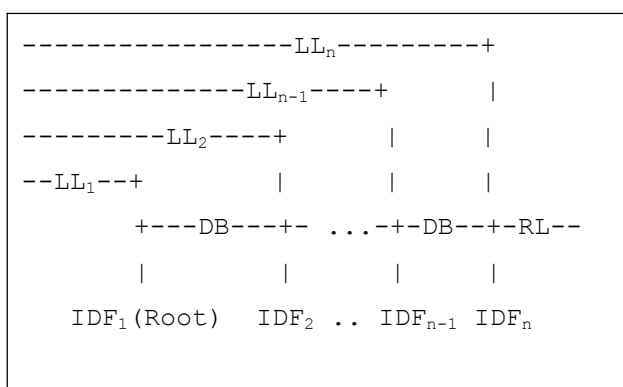 -----------------LLₙ---------+
--------------LLₙ₋₁----+      |
---------LL₂----+      |     |
--LL₁--+        |      |     |
       +---DB---+- ...-+-DB--+-RL--
       |        |      |     |
   IDF₁(Root)  IDF₂ .. IDFₙ₋₁ IDFₙ